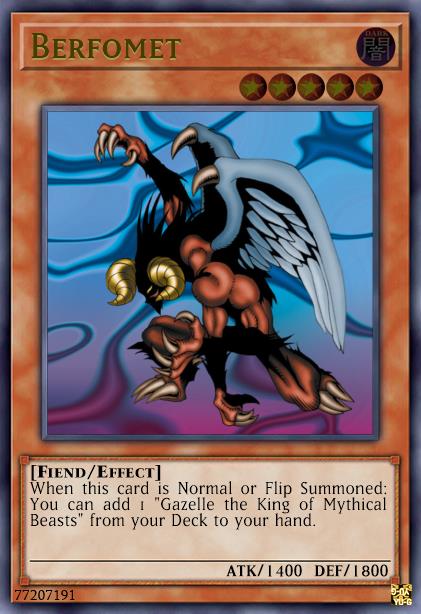 BERFOMET
DARK
闇
[FIEND/EFFECT]
When this card is Normal or Flip Summoned:
You can add 1 "Gazelle the King of Mythical
Beasts" from your Deck to your hand.
ATK/1400 DEF/1800
77207191